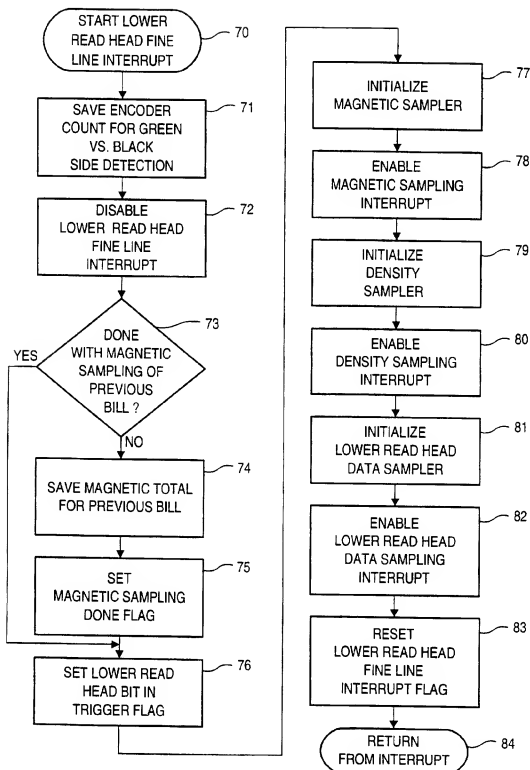 START LOWER
READ HEAD FINE
LINE INTERRUPT
70
SAVE ENCODER
COUNT FOR GREEN
VS. BLACK
SIDE DETECTION
71
DISABLE
LOWER READ HEAD
FINE LINE
INTERRUPT
72
DONE
WITH MAGNETIC
SAMPLING OF
PREVIOUS
BILL ?
73
YES
NO
SAVE MAGNETIC TOTAL
FOR PREVIOUS BILL
74
SET
MAGNETIC SAMPLING
DONE FLAG
75
SET LOWER READ
HEAD BIT IN
TRIGGER FLAG
76
INITIALIZE
MAGNETIC SAMPLER
77
ENABLE
MAGNETIC SAMPLING
INTERRUPT
78
INITIALIZE
DENSITY
SAMPLER
79
ENABLE
DENSITY SAMPLING
INTERRUPT
80
INITIALIZE
LOWER READ HEAD
DATA SAMPLER
81
ENABLE
LOWER READ HEAD
DATA SAMPLING
INTERRUPT
82
RESET
LOWER READ HEAD
FINE LINE
INTERRUPT FLAG
83
RETURN
FROM INTERRUPT
84